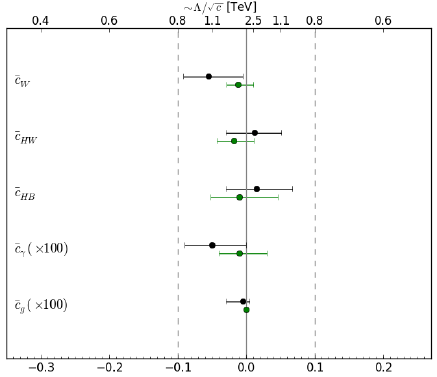 ~Λ/√c [TeV]
0.4 0.6 0.8 1.1 2.5 1.1 0.8 0.6
c̄_W
c̄_HW
c̄_HB
c̄_γ (×100)
c̄_g (×100)
−0.3 −0.2 −0.1 0.0 0.1 0.2